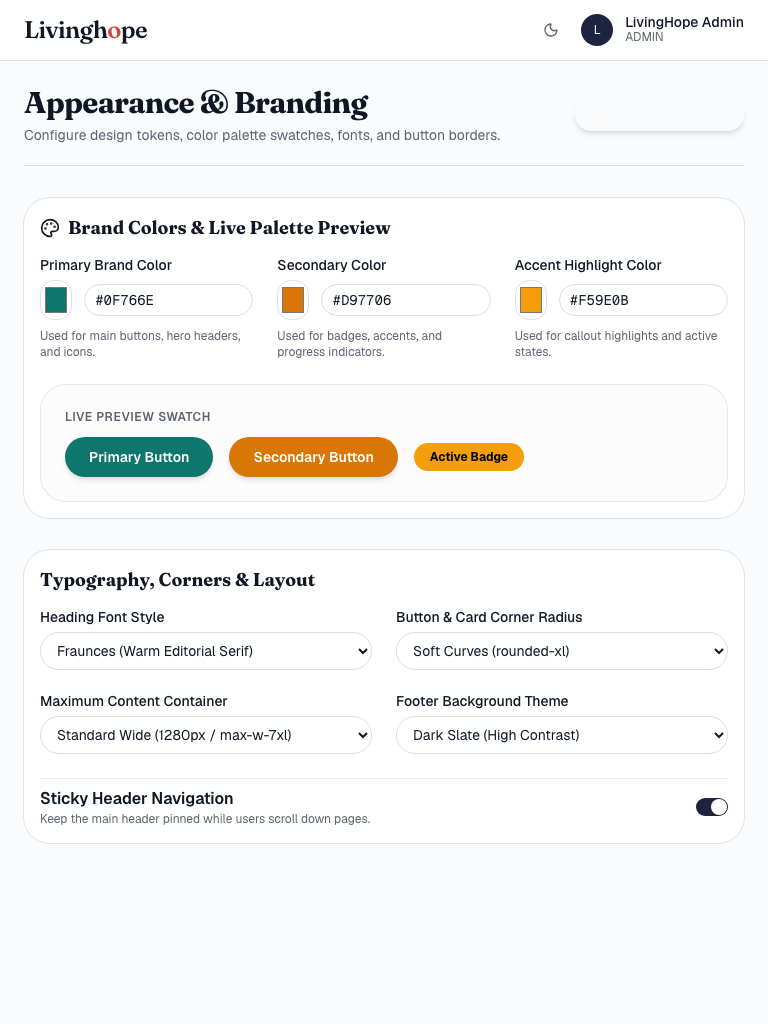 Livinghope
L
LivingHope Admin
ADMIN
Appearance & Branding
Configure design tokens, color palette swatches, fonts, and button borders.
Brand Colors & Live Palette Preview
Primary Brand Color
Secondary Color
Accent Highlight Color
#0F766E
#D97706
#F59E0B
Used for main buttons, hero headers,
and icons.
Used for badges, accents, and
progress indicators.
Used for callout highlights and active
states.
LIVE PREVIEW SWATCH
Primary Button
Secondary Button
Active Badge
Typography, Corners & Layout
Heading Font Style
Button & Card Corner Radius
Fraunces (Warm Editorial Serif)
Soft Curves (rounded-xl)
Maximum Content Container
Footer Background Theme
Standard Wide (1280px / max-w-7xl)
Dark Slate (High Contrast)
Sticky Header Navigation
Keep the main header pinned while users scroll down pages.